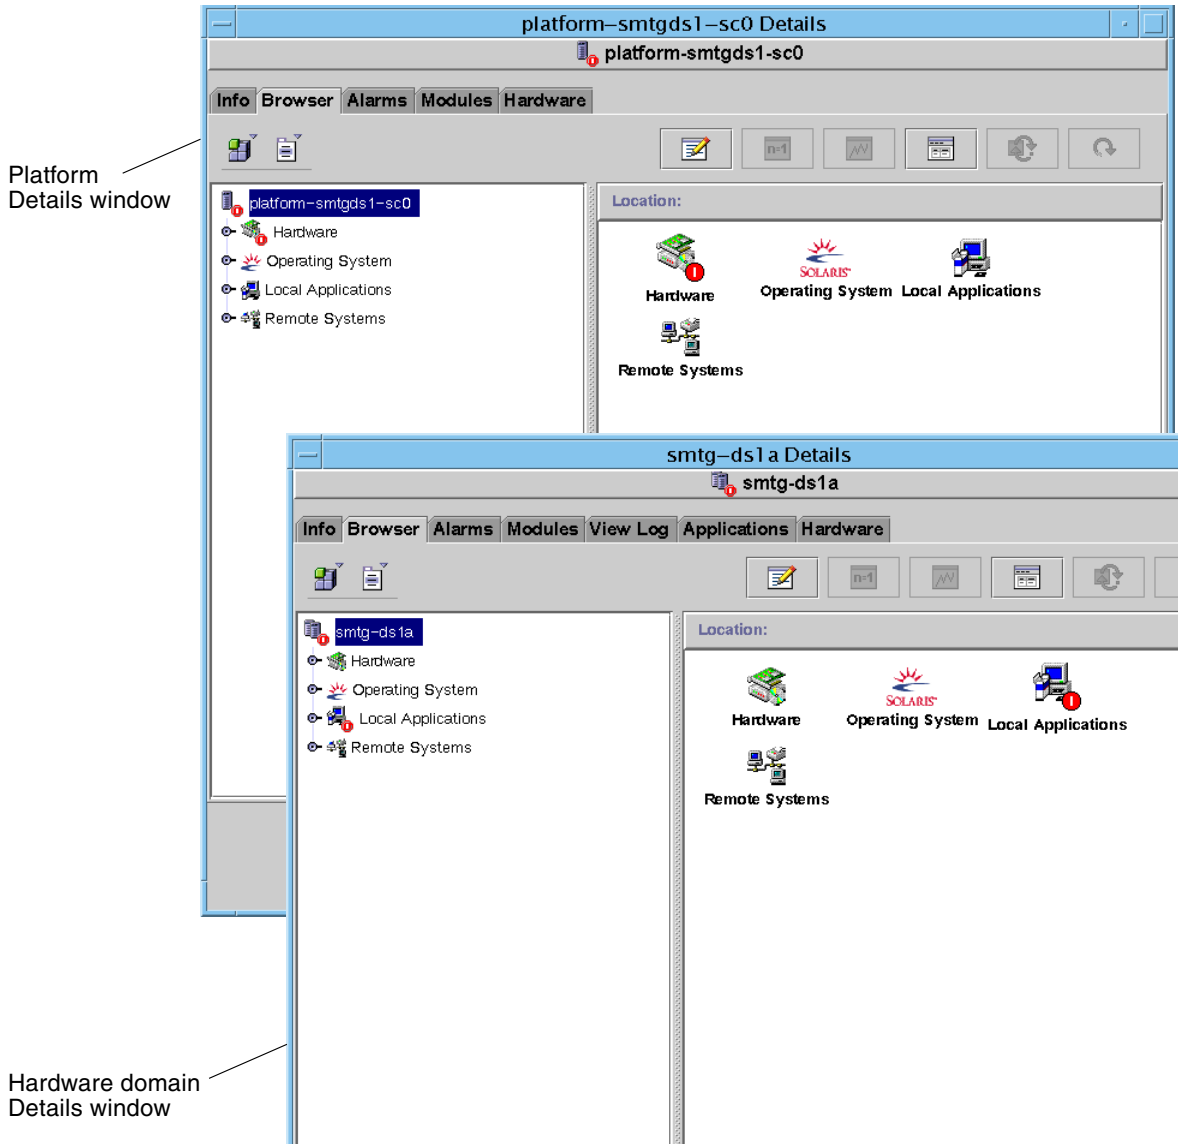 platform-smtgds1-sc0 Details
platform-smtgds1-sc0
Info Browser Alarms Modules Hardware
n=1
Platform
Details window
platform-smtgds1-sc0
Hardware
Operating System
Local Applications
Remote Systems
Location:
Hardware
SOLARIS
Operating System
Local Applications
Remote Systems
smtg-ds1a Details
smtg-ds1a
Info Browser Alarms Modules View Log Applications Hardware
n=1
smtg-ds1a
Hardware
Operating System
Local Applications
Remote Systems
Location:
Hardware
SOLARIS
Operating System
Local Applications
Remote Systems
Hardware domain
Details window